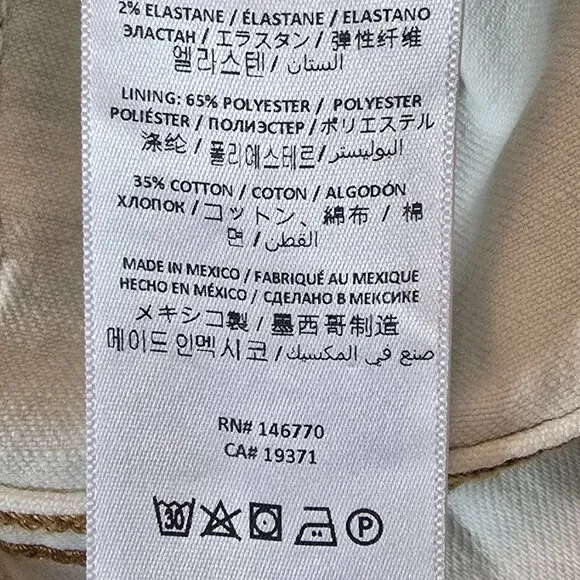 2% ELASTANE / ÉLASTANE / ELASTANO
ЭЛАСТАН / エラスタン / 弹性纤维
엘라스텐 / الستان
LINING: 65% POLYESTER / POLYESTER
POLIÉSTER / ПОЛИЭСТЕР / ポリエステル
涤纶 / 폴리에스테르 / البوليستر
35% COTTON / COTON / ALGODÓN
ХЛОПОК / コットン、綿布 / 棉
면 / القطن
MADE IN MEXICO / FABRIQUÉ AU MEXIQUE
HECHO EN MÉXICO / СДЕЛАНО В МЕКСИКЕ
メキシコ製 / 墨西哥制造
메이드 인멕시코 / صنع في المكسيك
RN# 146770
CA# 19371
30 P